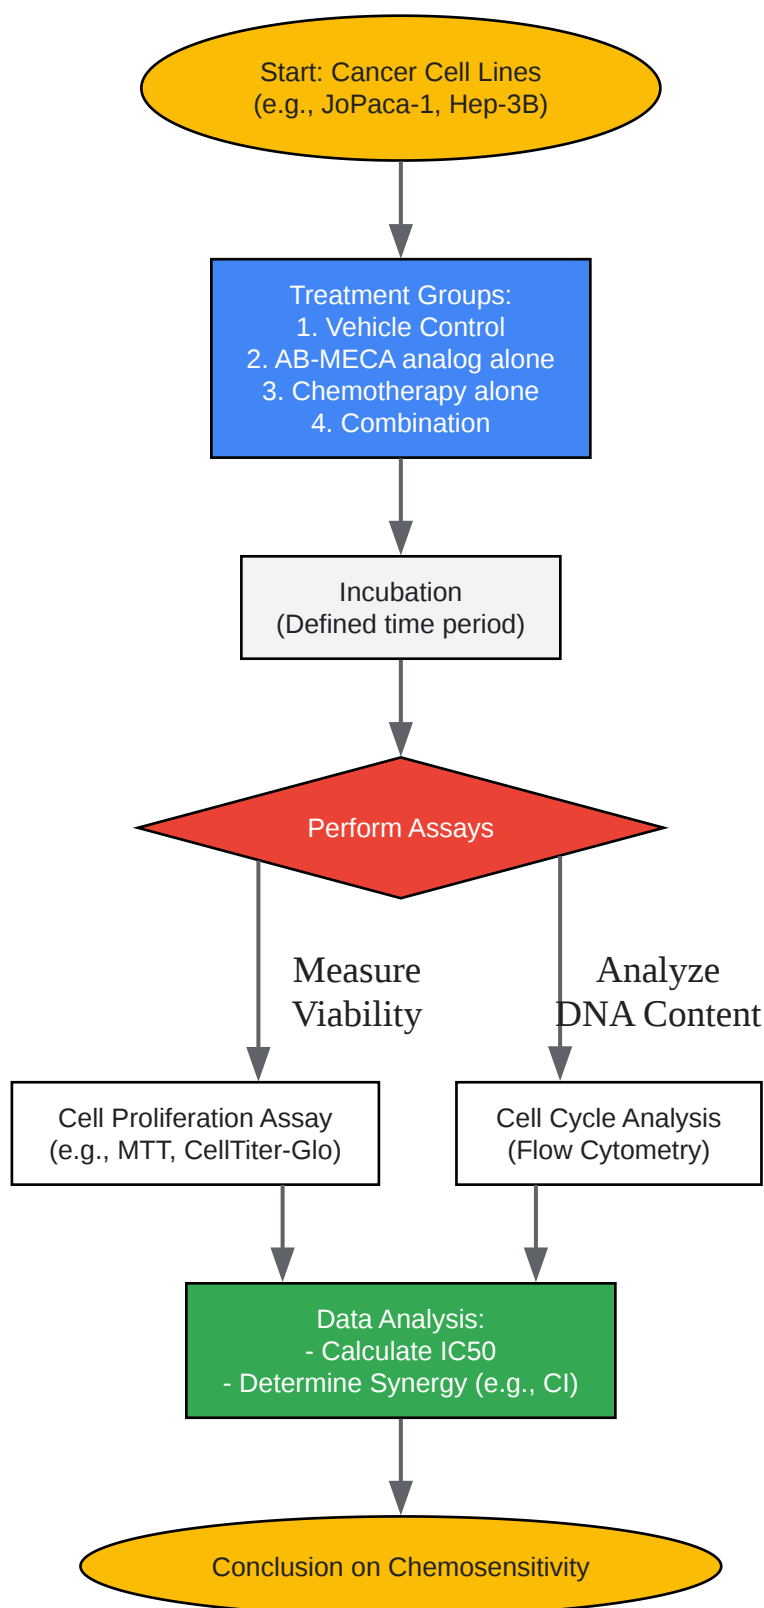 Start: Cancer Cell Lines
(e.g., JoPaca-1, Hep-3B)
Treatment Groups:
1. Vehicle Control
2. AB-MECA analog alone
3. Chemotherapy alone
4. Combination
Incubation
(Defined time period)
Perform Assays
Measure
Viability
Analyze
DNA Content
Cell Proliferation Assay
(e.g., MTT, CellTiter-Glo)
Cell Cycle Analysis
(Flow Cytometry)
Data Analysis:
- Calculate IC50
- Determine Synergy (e.g., CI)
Conclusion on Chemosensitivity